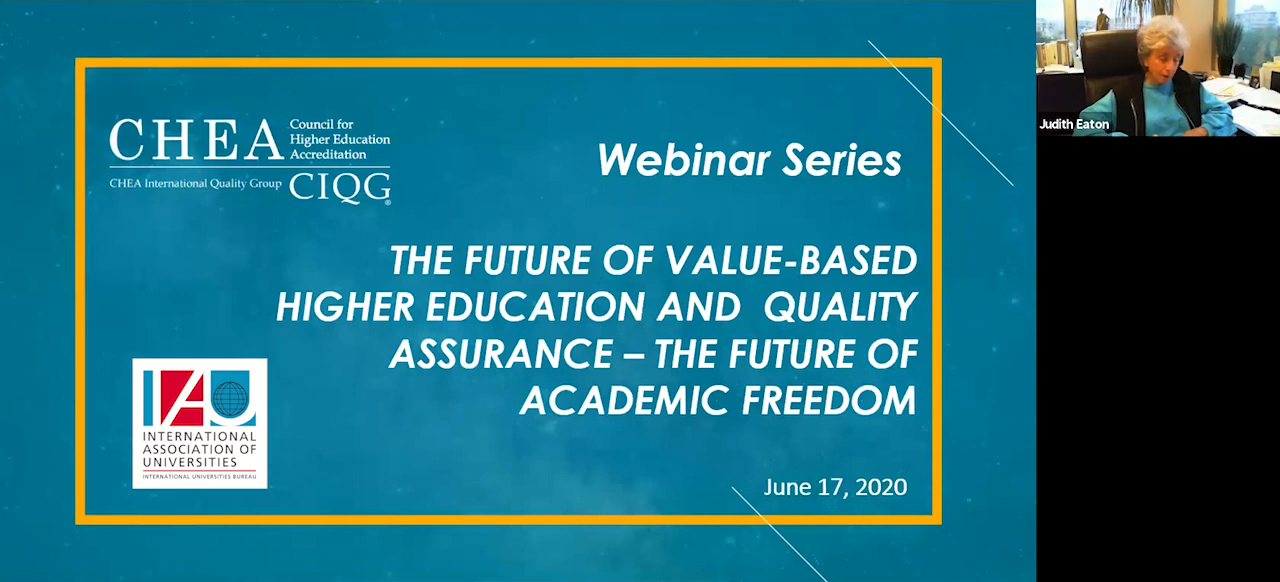 CHEA
Council for
Higher Education
Accreditation
CHEA International Quality Group
CIQG®
Webinar Series
THE FUTURE OF VALUE-BASED
HIGHER EDUCATION AND QUALITY
ASSURANCE – THE FUTURE OF
ACADEMIC FREEDOM
IAU
INTERNATIONAL
ASSOCIATION OF
UNIVERSITIES
INTERNATIONAL UNIVERSITIES BUREAU
June 17, 2020
Judith Eaton